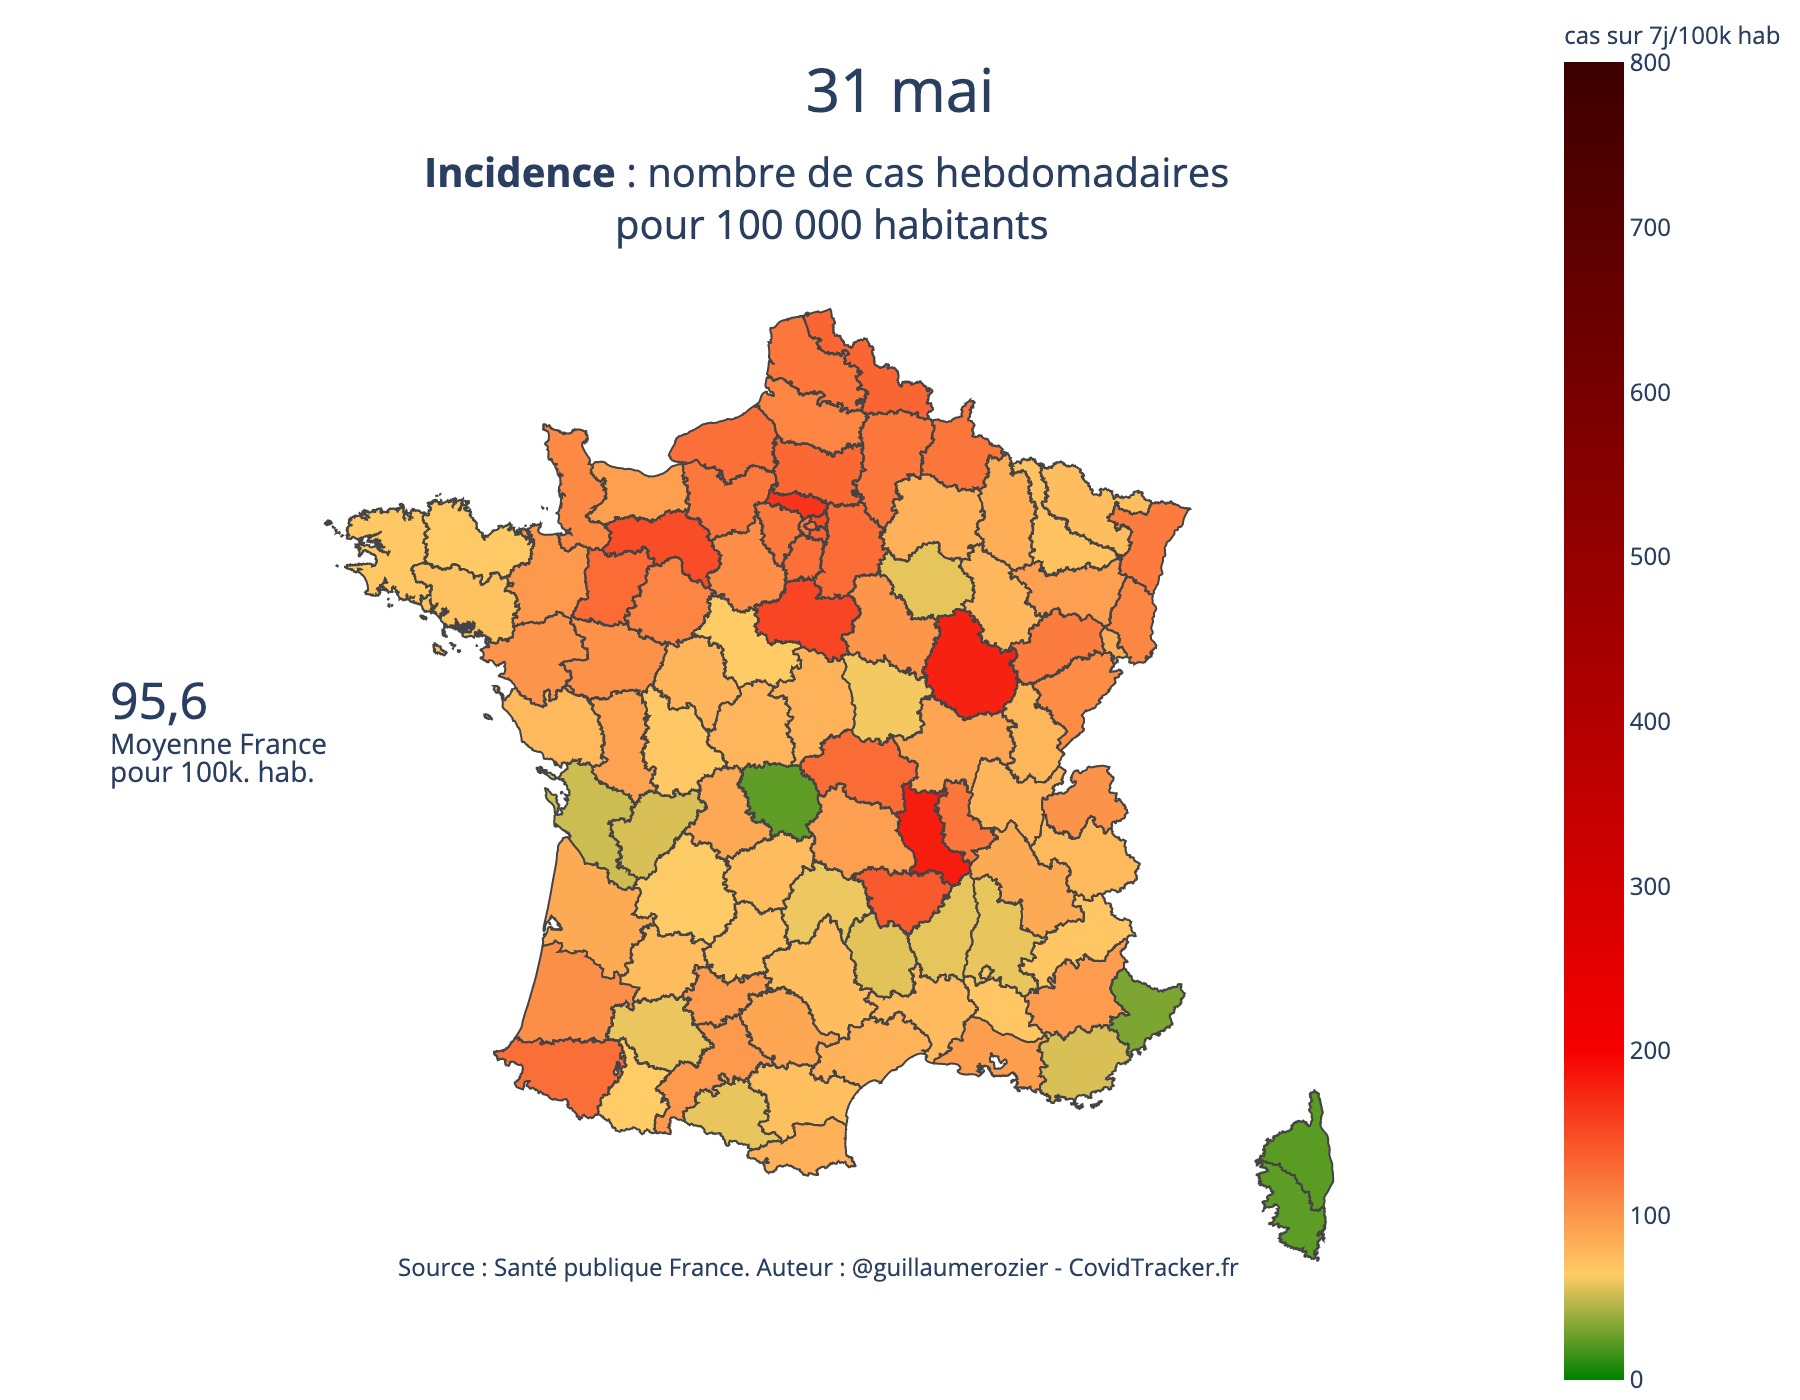 cas sur 7j/100k hab
31 mai
Incidence : nombre de cas hebdomadaires
pour 100 000 habitants
800
700
600
500
400
300
200
100
0
95,6
Moyenne France
pour 100k. hab.
Source : Santé publique France. Auteur : @guillaumerozier - CovidTracker.fr